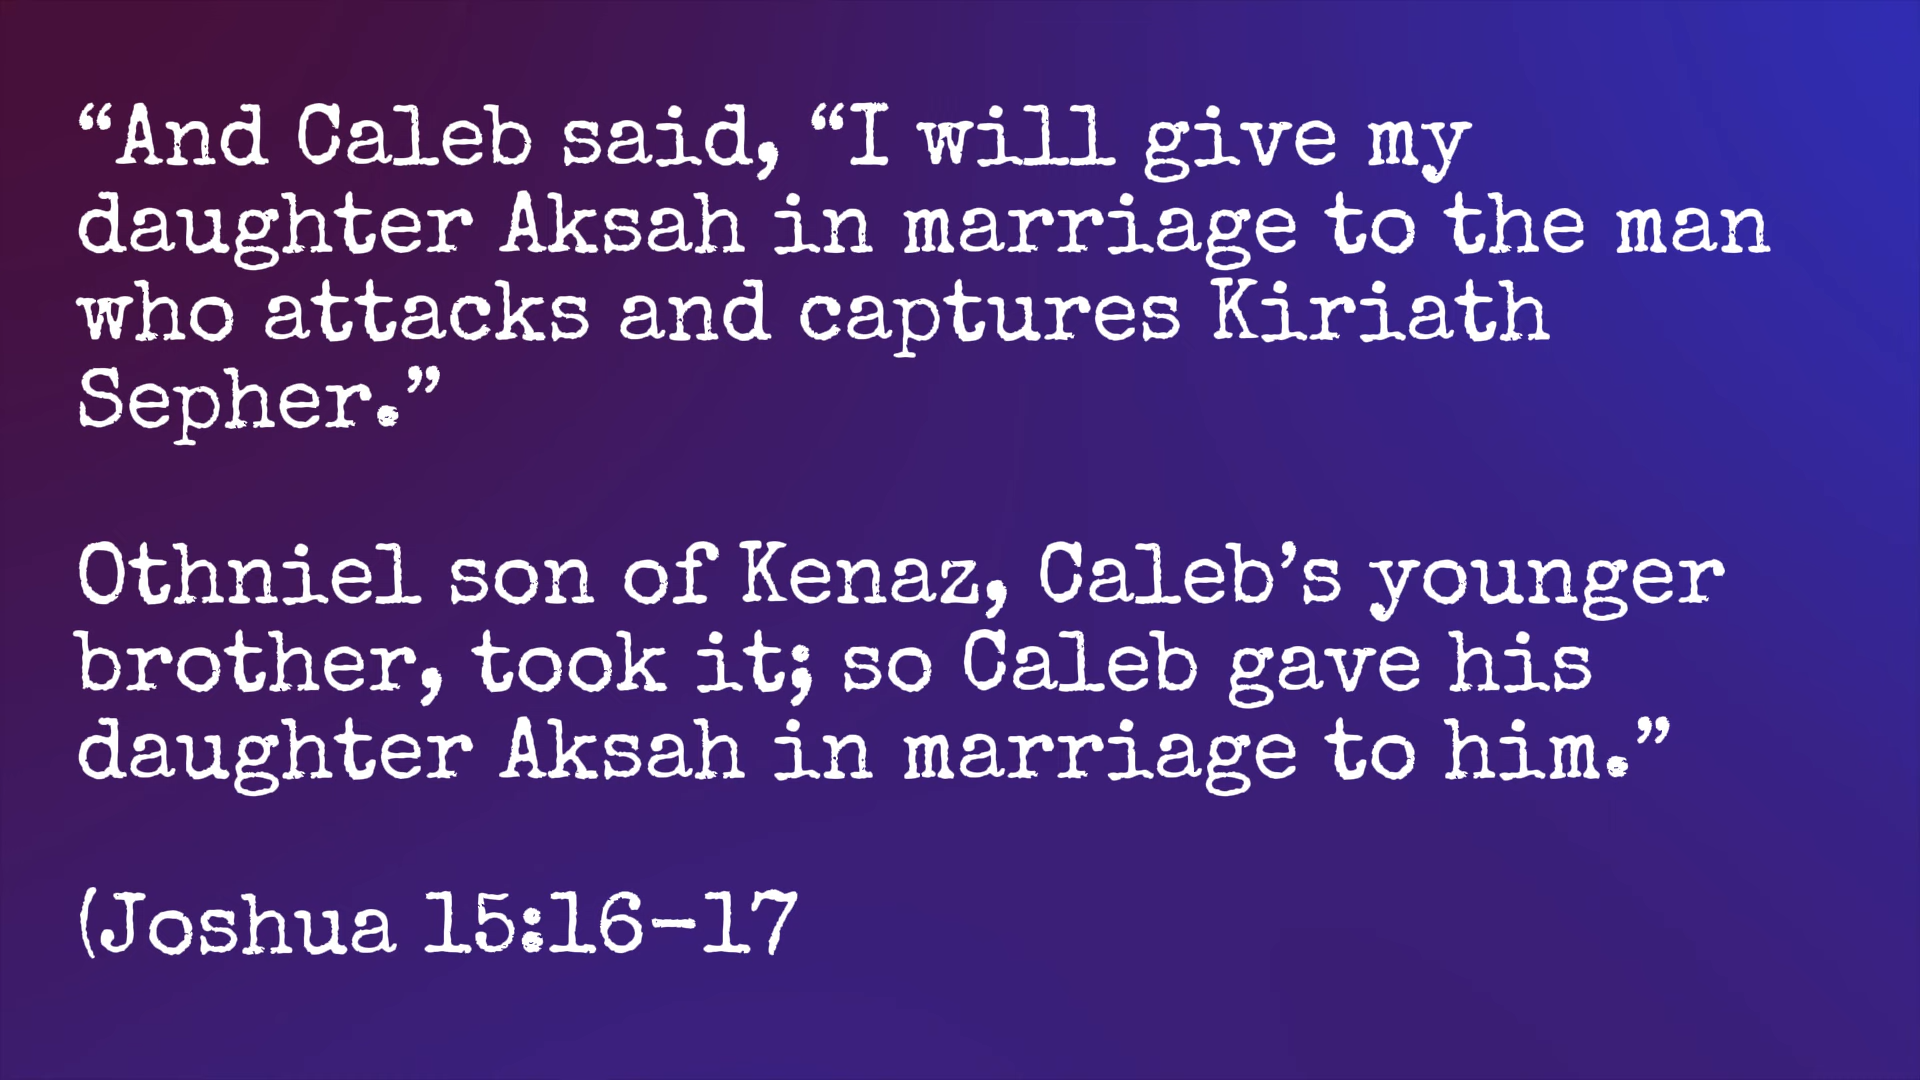 “And Caleb said, “I will give my
daughter Aksah in marriage to the man
who attacks and captures Kiriath
Sepher.”
Othniel son of Kenaz, Caleb’s younger
brother, took it; so Caleb gave his
daughter Aksah in marriage to him.”
(Joshua 15:16-17